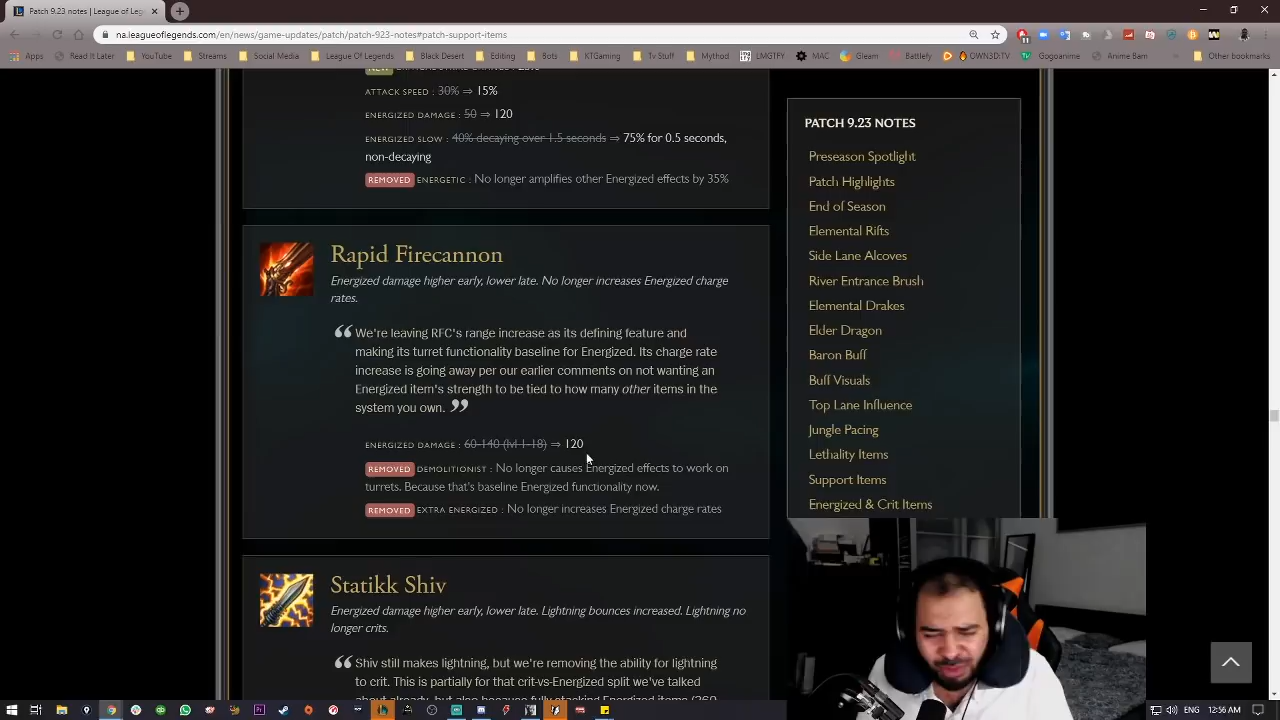 Patch 9.23 notes | League of Leg
na.leagueoflegends.com/en/news/game-updates/patch/patch-923-notes#patch-support-items
Apps Read It Later YouTube Streams Social League Of Legends Black Desert Editing Bots KTGaming Tv Stuff Mythod LMGTFY MAC Gleam Battlefy OWN3D:TV Gogoanime Anime Bam Other bookmarks
ATTACK SPEED : 30% ⇒ 15%
ENERGIZED DAMAGE : 50 ⇒ 120
ENERGIZED SLOW : 40% decaying over 1.5 seconds ⇒ 75% for 0.5 seconds,
non-decaying
REMOVED ENERGETIC : No longer amplifies other Energized effects by 35%
Rapid Firecannon
Energized damage higher early, lower late. No longer increases Energized charge
rates.
“ We're leaving RFC's range increase as its defining feature and
making its turret functionality baseline for Energized. Its charge rate
increase is going away per our earlier comments on not wanting an
Energized item's strength to be tied to how many other items in the
system you own. ”
ENERGIZED DAMAGE : 60-140 (lvl 1-18) ⇒ 120
REMOVED DEMOLITIONIST : No longer causes Energized effects to work on
turrets. Because that's baseline Energized functionality now.
REMOVED EXTRA ENERGIZED : No longer increases Energized charge rates
Statikk Shiv
Energized damage higher early, lower late. Lightning bounces increased. Lightning no
longer crits.
“ Shiv still makes lightning, but we're removing the ability for lightning
to crit. This is partially for that crit-vs-Energized split we've talked
PATCH 9.23 NOTES
Preseason Spotlight
Patch Highlights
End of Season
Elemental Rifts
Side Lane Alcoves
River Entrance Brush
Elemental Drakes
Elder Dragon
Baron Buff
Buff Visuals
Top Lane Influence
Jungle Pacing
Lethality Items
Support Items
Energized & Crit Items
ENG 12:56 AM